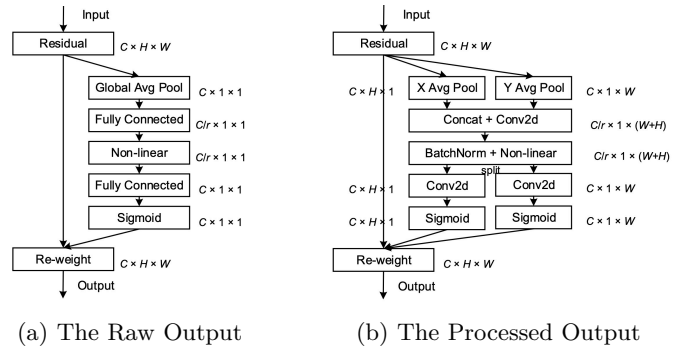 Input
Residual
C × H × W
Global Avg Pool
C × 1 × 1
Fully Connected
C/r × 1 × 1
Non-linear
C/r × 1 × 1
Fully Connected
C × 1 × 1
Sigmoid
C × 1 × 1
Re-weight
C × H × W
Output
(a) The Raw Output
Input
Residual
C × H × W
C × H × 1
X Avg Pool
Y Avg Pool
C × 1 × W
Concat + Conv2d
C/r × 1 × (W+H)
BatchNorm + Non-linear
C/r × 1 × (W+H)
split
C × H × 1
Conv2d
Conv2d
C × 1 × W
C × H × 1
Sigmoid
Sigmoid
C × 1 × W
Re-weight
C × H × W
Output
(b) The Processed Output